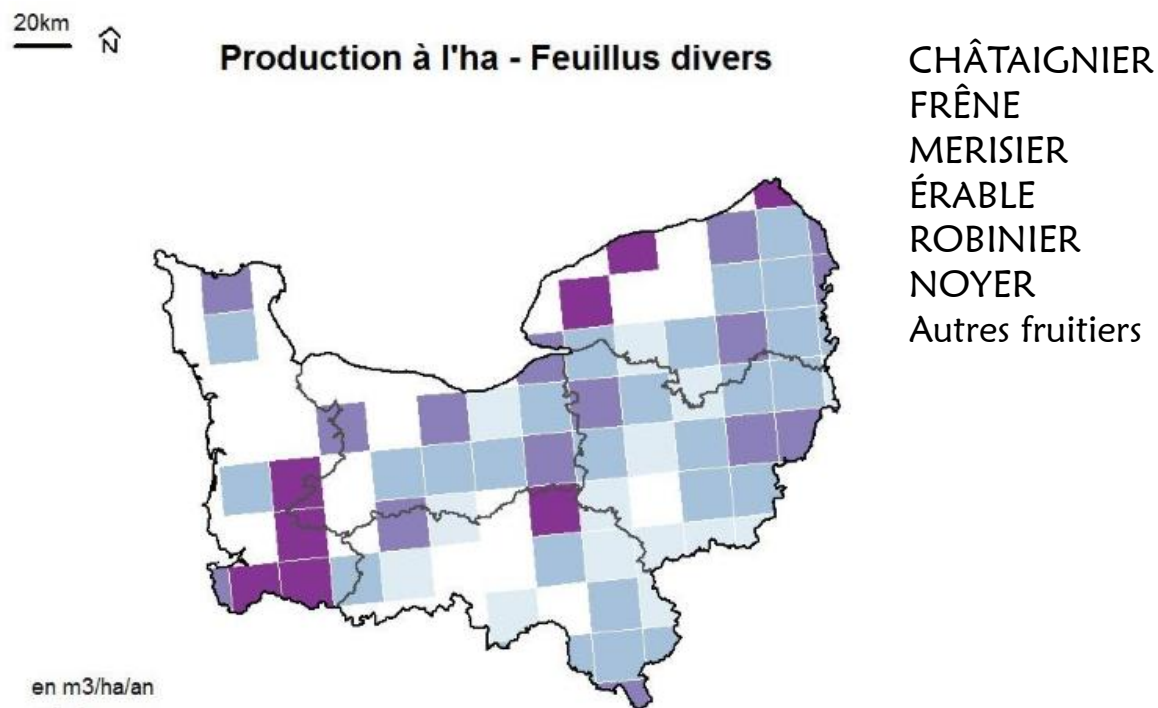 20km
N
Production à l'ha - Feuillus divers
CHÂTAIGNIER
FRÊNE
MERISIER
ÉRABLE
ROBINIER
NOYER
Autres fruitiers
en m3/ha/an